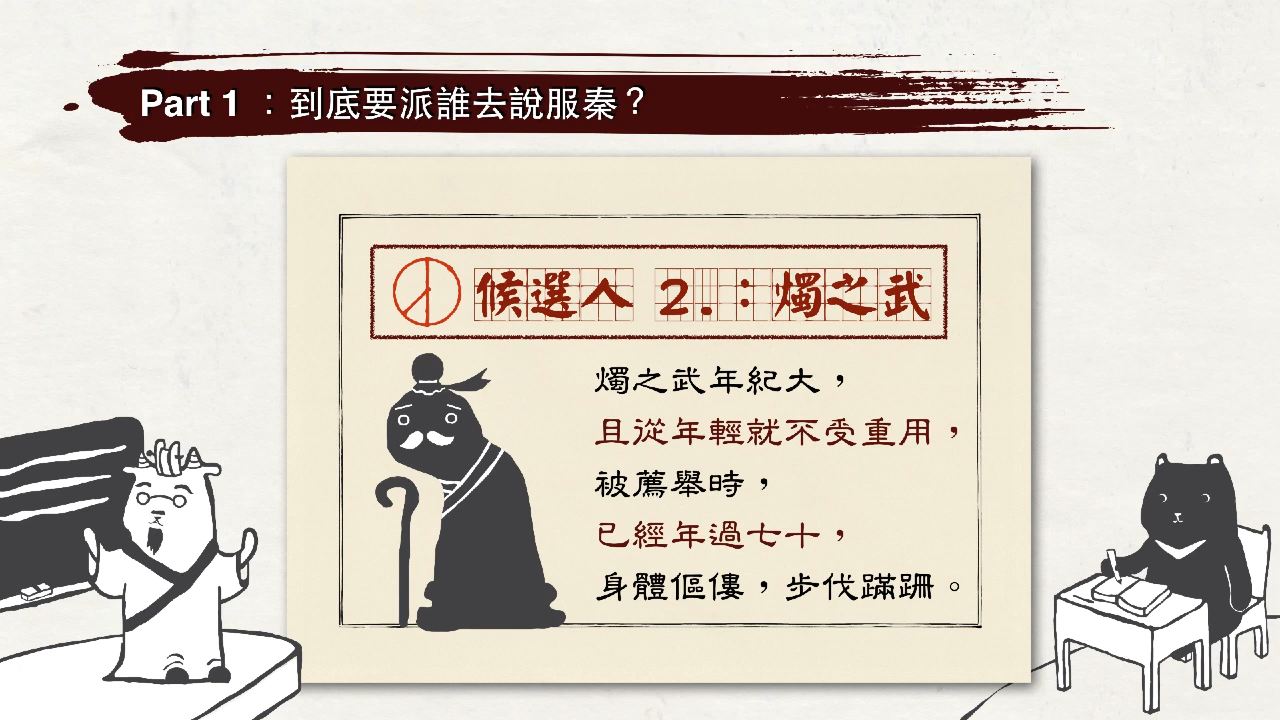 Part 1 ：到底要派誰去說服秦？
候選人 2.：燭之武
燭之武年紀大，
且從年輕就不受重用，
被薦舉時，
已經年過七十，
身體傴僂，步伐蹣跚。